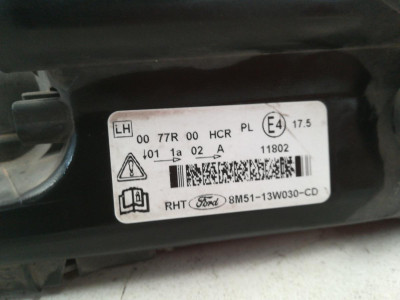 LH 00 77R 00 HCR PL E4 17.5
↓01 1a 02 A 11802
RHT Ford 8M51-13W030-CD